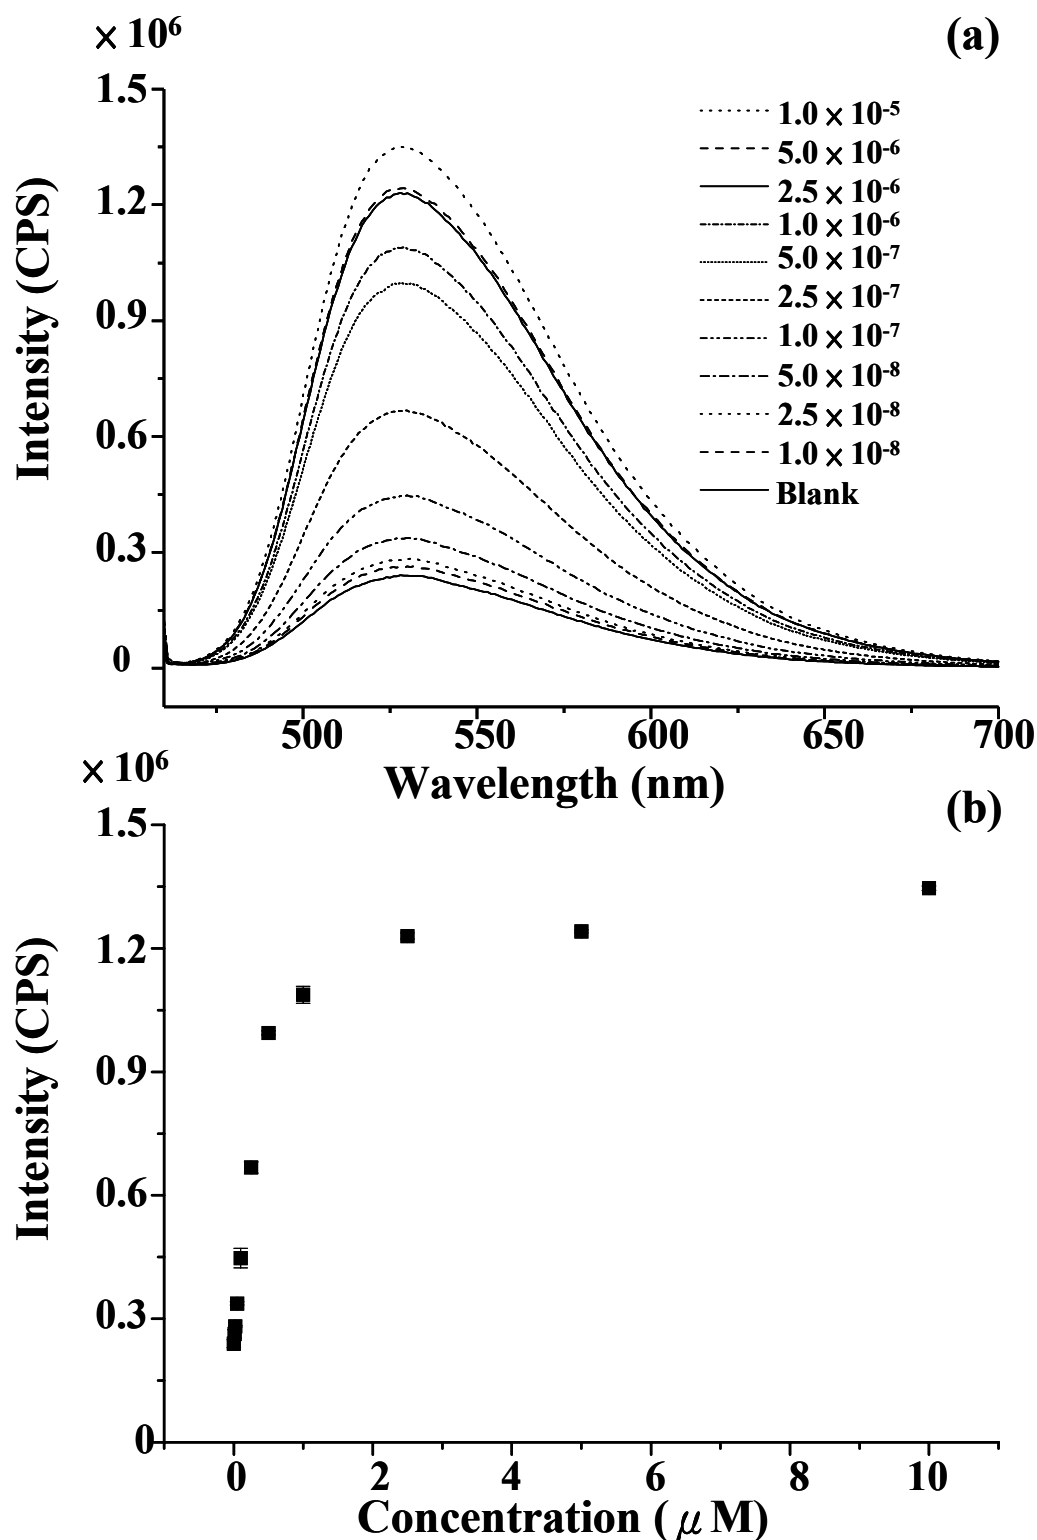 × 10⁶
(a)
1.5
1.2
0.9
0.6
0.3
0
Intensity (CPS)
1.0 × 10⁻⁵
5.0 × 10⁻⁶
2.5 × 10⁻⁶
1.0 × 10⁻⁶
5.0 × 10⁻⁷
2.5 × 10⁻⁷
1.0 × 10⁻⁷
5.0 × 10⁻⁸
2.5 × 10⁻⁸
1.0 × 10⁻⁸
Blank
500 550 600 650 700
Wavelength (nm)
× 10⁶
(b)
1.5
1.2
0.9
0.6
0.3
0
Intensity (CPS)
0 2 4 6 8 10
Concentration ( μ M)